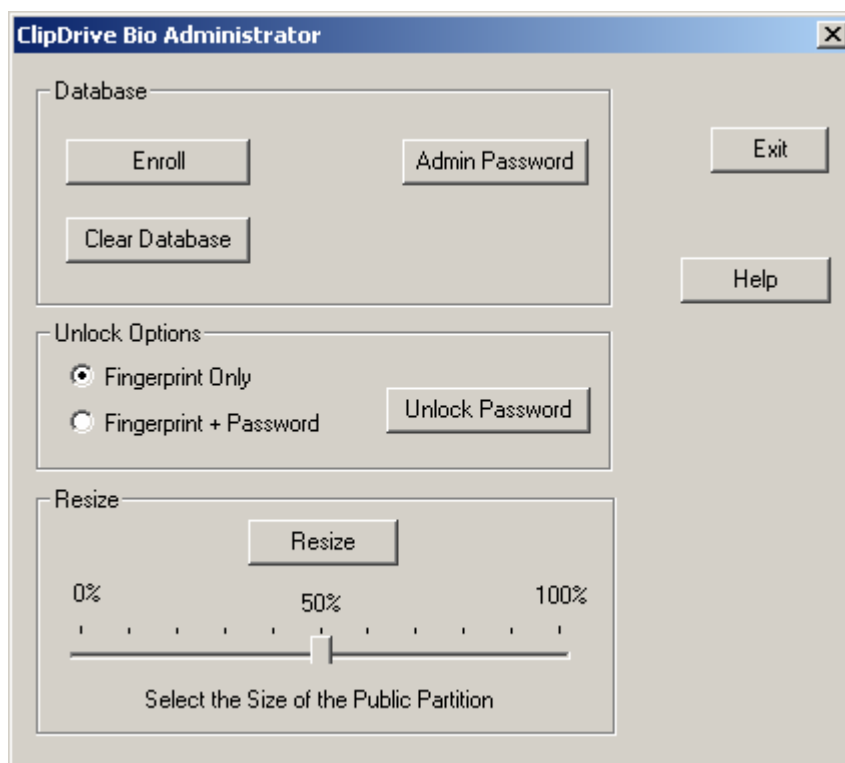 ClipDrive Bio Administrator
Database
Enroll
Admin Password
Exit
Clear Database
Help
Unlock Options
Fingerprint Only
Fingerprint + Password
Unlock Password
Resize
Resize
0%
50%
100%
Select the Size of the Public Partition